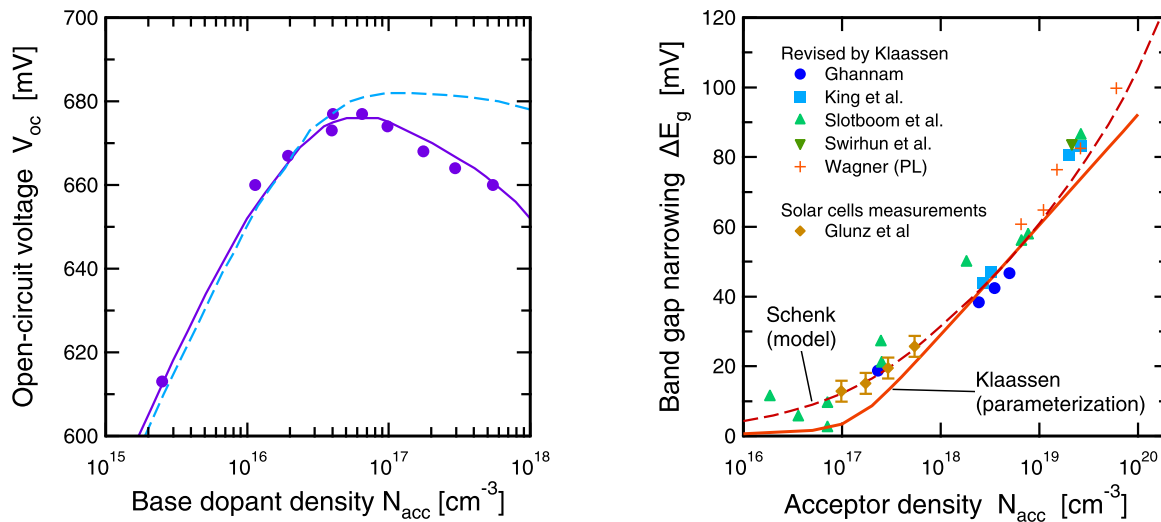 700
680
660
640
620
600
Open-circuit voltage V_oc [mV]
10^15
10^16
10^17
10^18
Base dopant density N_acc [cm^-3]
120
100
80
60
40
20
0
Band gap narrowing ΔE_g [mV]
Revised by Klaassen
Ghannam
King et al.
Slotboom et al.
Swirhun et al.
Wagner (PL)
Solar cells measurements
Glunz et al
Schenk
(model)
Klaassen
(parameterization)
10^16
10^17
10^18
10^19
10^20
Acceptor density N_acc [cm^-3]